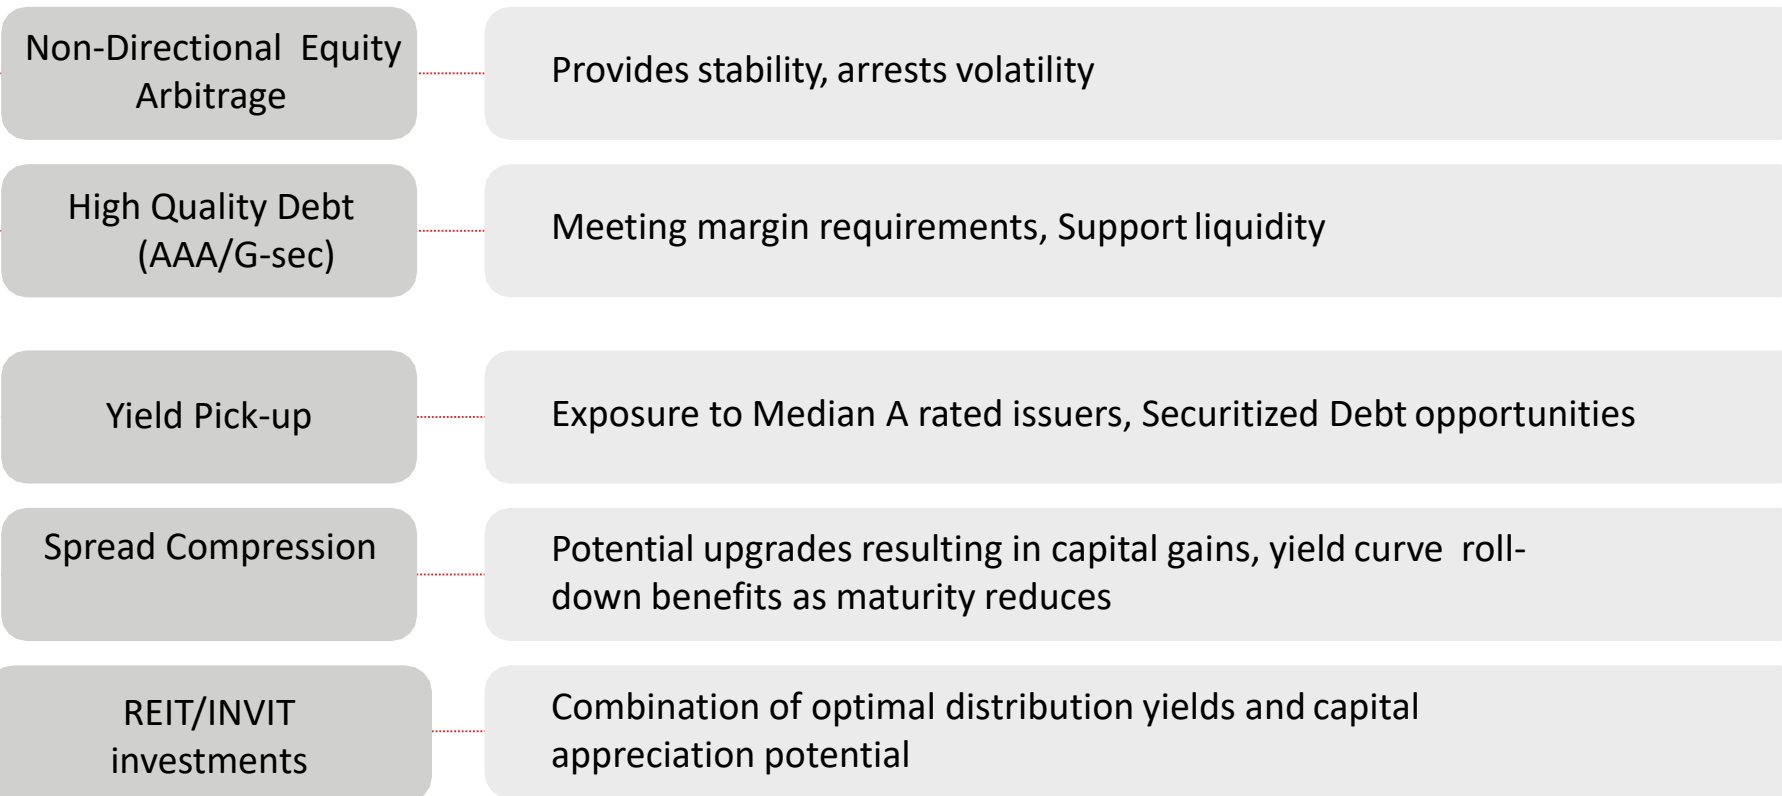 Non-Directional Equity
Arbitrage
Provides stability, arrests volatility
High Quality Debt
(AAA/G-sec)
Meeting margin requirements, Support liquidity
Yield Pick-up
Exposure to Median A rated issuers, Securitized Debt opportunities
Spread Compression
Potential upgrades resulting in capital gains, yield curve roll-
down benefits as maturity reduces
REIT/INVIT
investments
Combination of optimal distribution yields and capital
appreciation potential